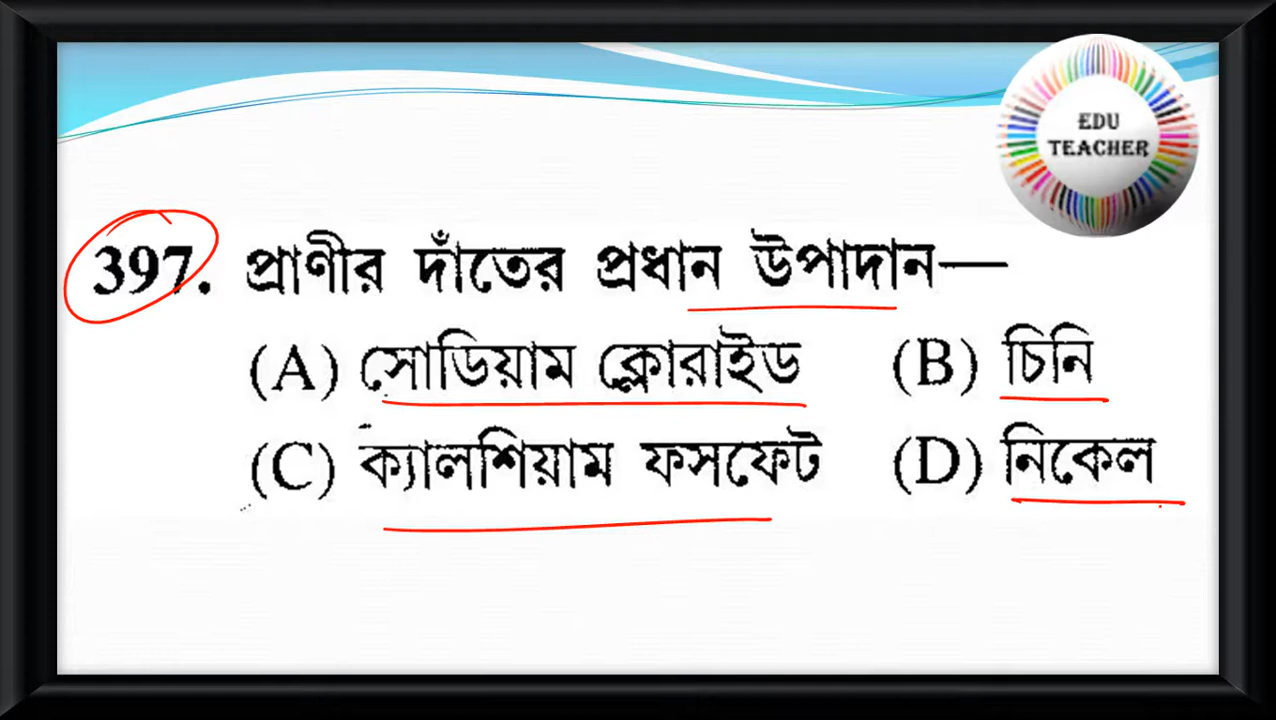 EDU
TEACHER
397. প্রাণীর দাঁতের প্রধান উপাদান—
(A) সোডিয়াম ক্লোরাইড (B) চিনি
(C) ক্যালশিয়াম ফসফেট (D) নিকেল